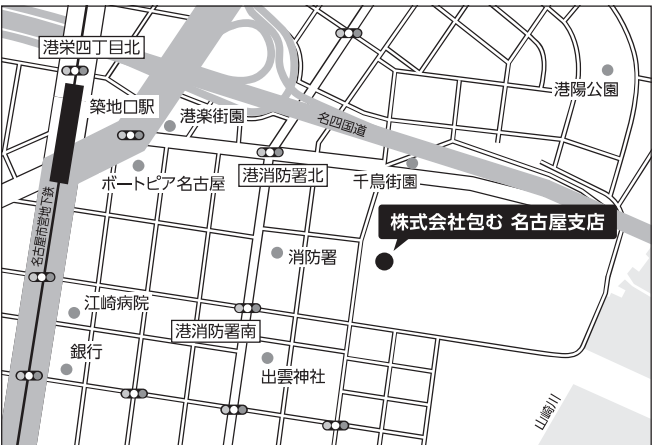 港栄四丁目北
港陽公園
築地口駅
港楽街園
名四国道
ボートピア名古屋
港消防署北
千鳥街園
名古屋市営地下鉄
株式会社包む 名古屋支店
消防署
江崎病院
港消防署南
銀行
出雲神社
山崎川